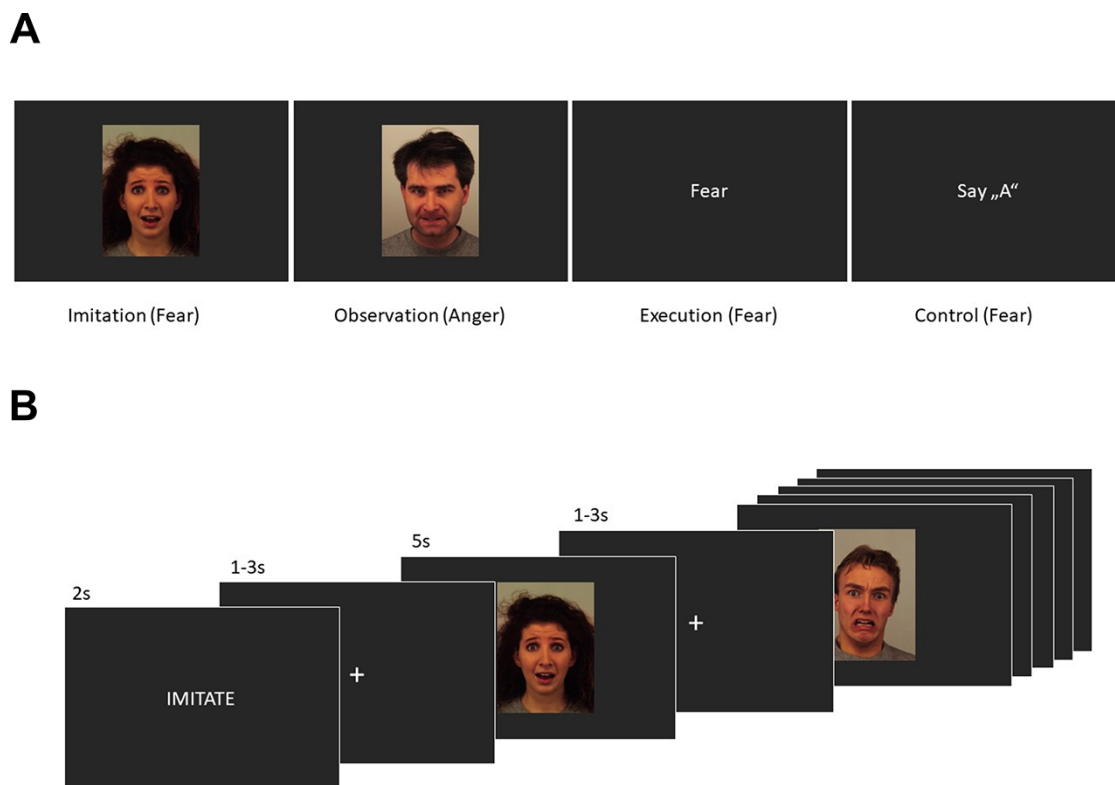 A
Fear
Say „A“
Imitation (Fear)
Observation (Anger)
Execution (Fear)
Control (Fear)
B
1-3s
5s
1-3s
2s
+
+
IMITATE